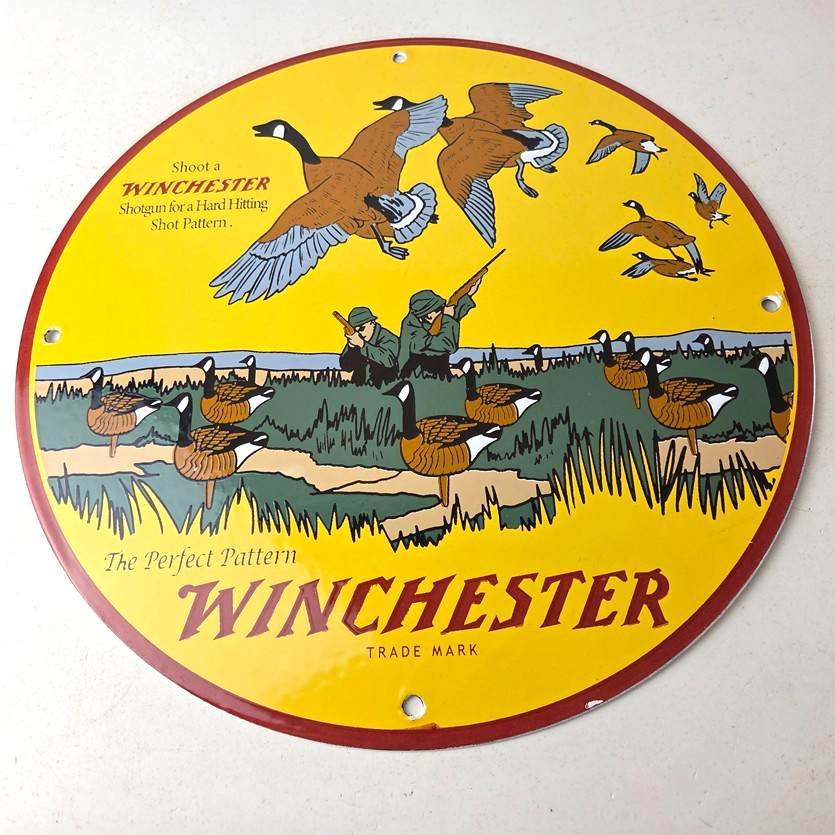 Shoot a
WINCHESTER
Shotgun for a Hard Hitting
Shot Pattern .
The Perfect Pattern
WINCHESTER
TRADE MARK